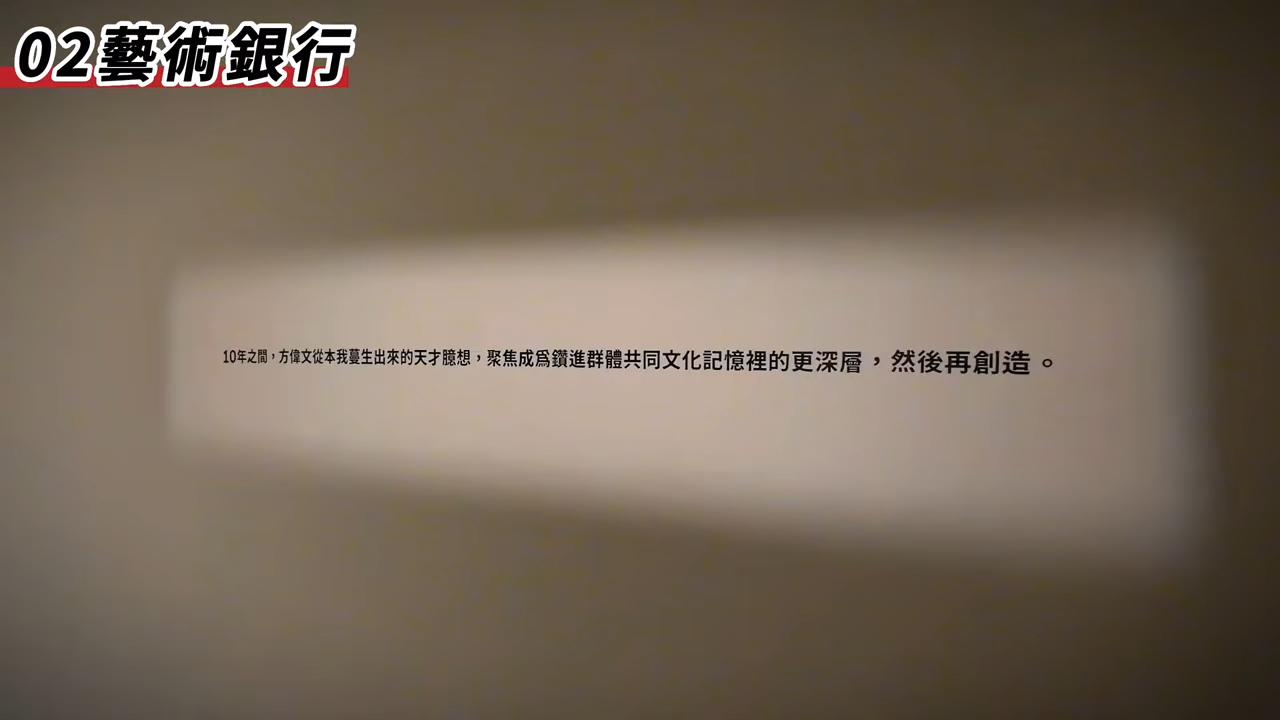 02藝術銀行
10年之間，方偉文從本我蔓生出來的天才臆想，聚焦成為鑽進群體共同文化記憶裡的更深層，然後再創造。